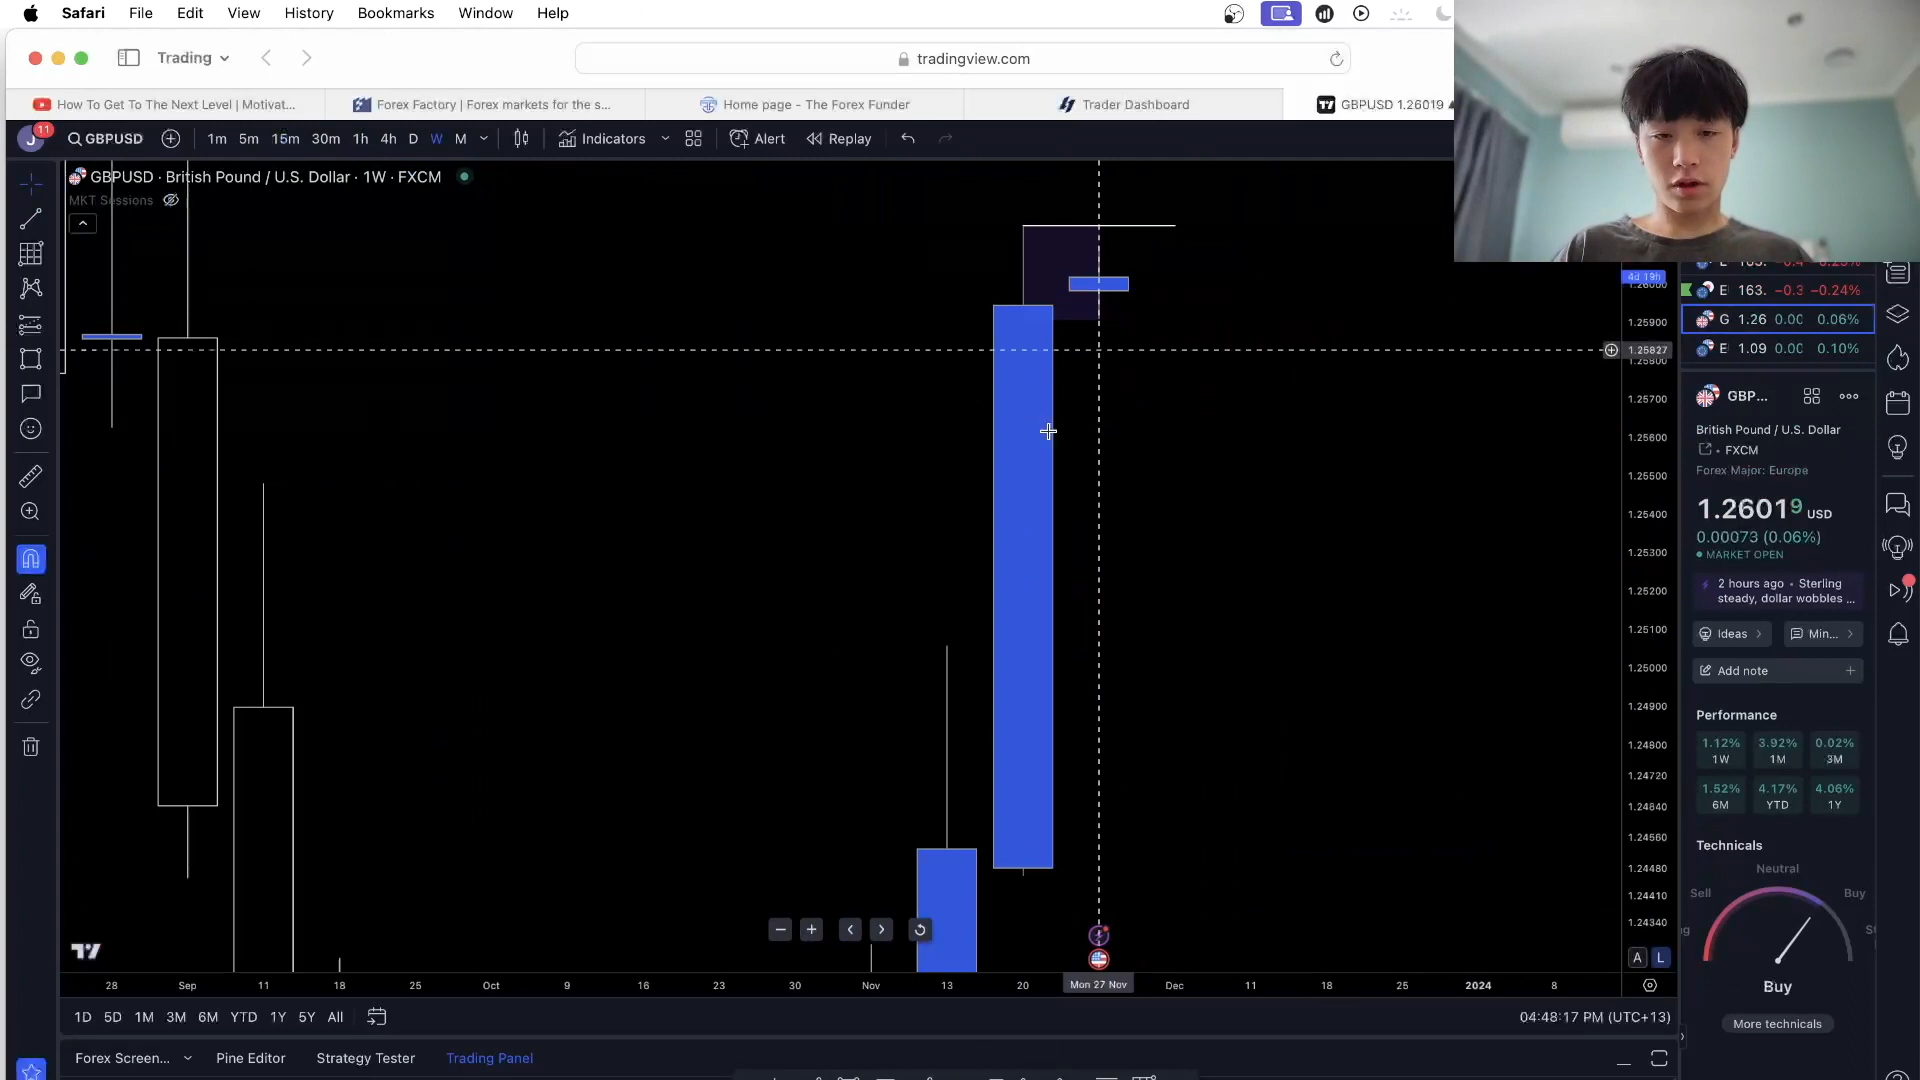 Safari File Edit View History Bookmarks Window Help
Trading
tradingview.com
How To Get To The Next Level | Motivat...
Forex Factory | Forex markets for the s...
Home page - The Forex Funder
Trader Dashboard
GBPUSD 1.26019
J 11 GBPUSD 1m 5m 15m 30m 1h 4h D W M Indicators Alert Replay
GBPUSD · British Pound / U.S. Dollar · 1W · FXCM
MKT Sessions
4d 19h
1.25900
1.25827
1.25800
1.25700
1.25600
1.25500
1.25400
1.25300
1.25200
1.25100
1.25000
1.24900
1.24800
1.24720
1.24640
1.24560
1.24480
1.24410
1.24340
A L
28 Sep 11 18 25 Oct 9 16 23 30 Nov 13 20 Mon 27 Nov Dec 11 18 25 2024 8
1D 5D 1M 3M 6M YTD 1Y 5Y All
04:48:17 PM (UTC+13)
Forex Screen... Pine Editor Strategy Tester Trading Panel
E 163. −0.3 −0.24%
G 1.26 0.00 0.06%
E 1.09 0.00 0.10%
GBP...
British Pound / U.S. Dollar
FXCM
Forex Major: Europe
1.26019 USD
0.00073 (0.06%)
MARKET OPEN
2 hours ago • Sterling
steady, dollar wobbles ...
Ideas Min...
Add note
Performance
1.12% 3.92% 0.02%
1W 1M 3M
1.52% 4.17% 4.06%
6M YTD 1Y
Technicals
Neutral
Sell Buy
Buy
More technicals